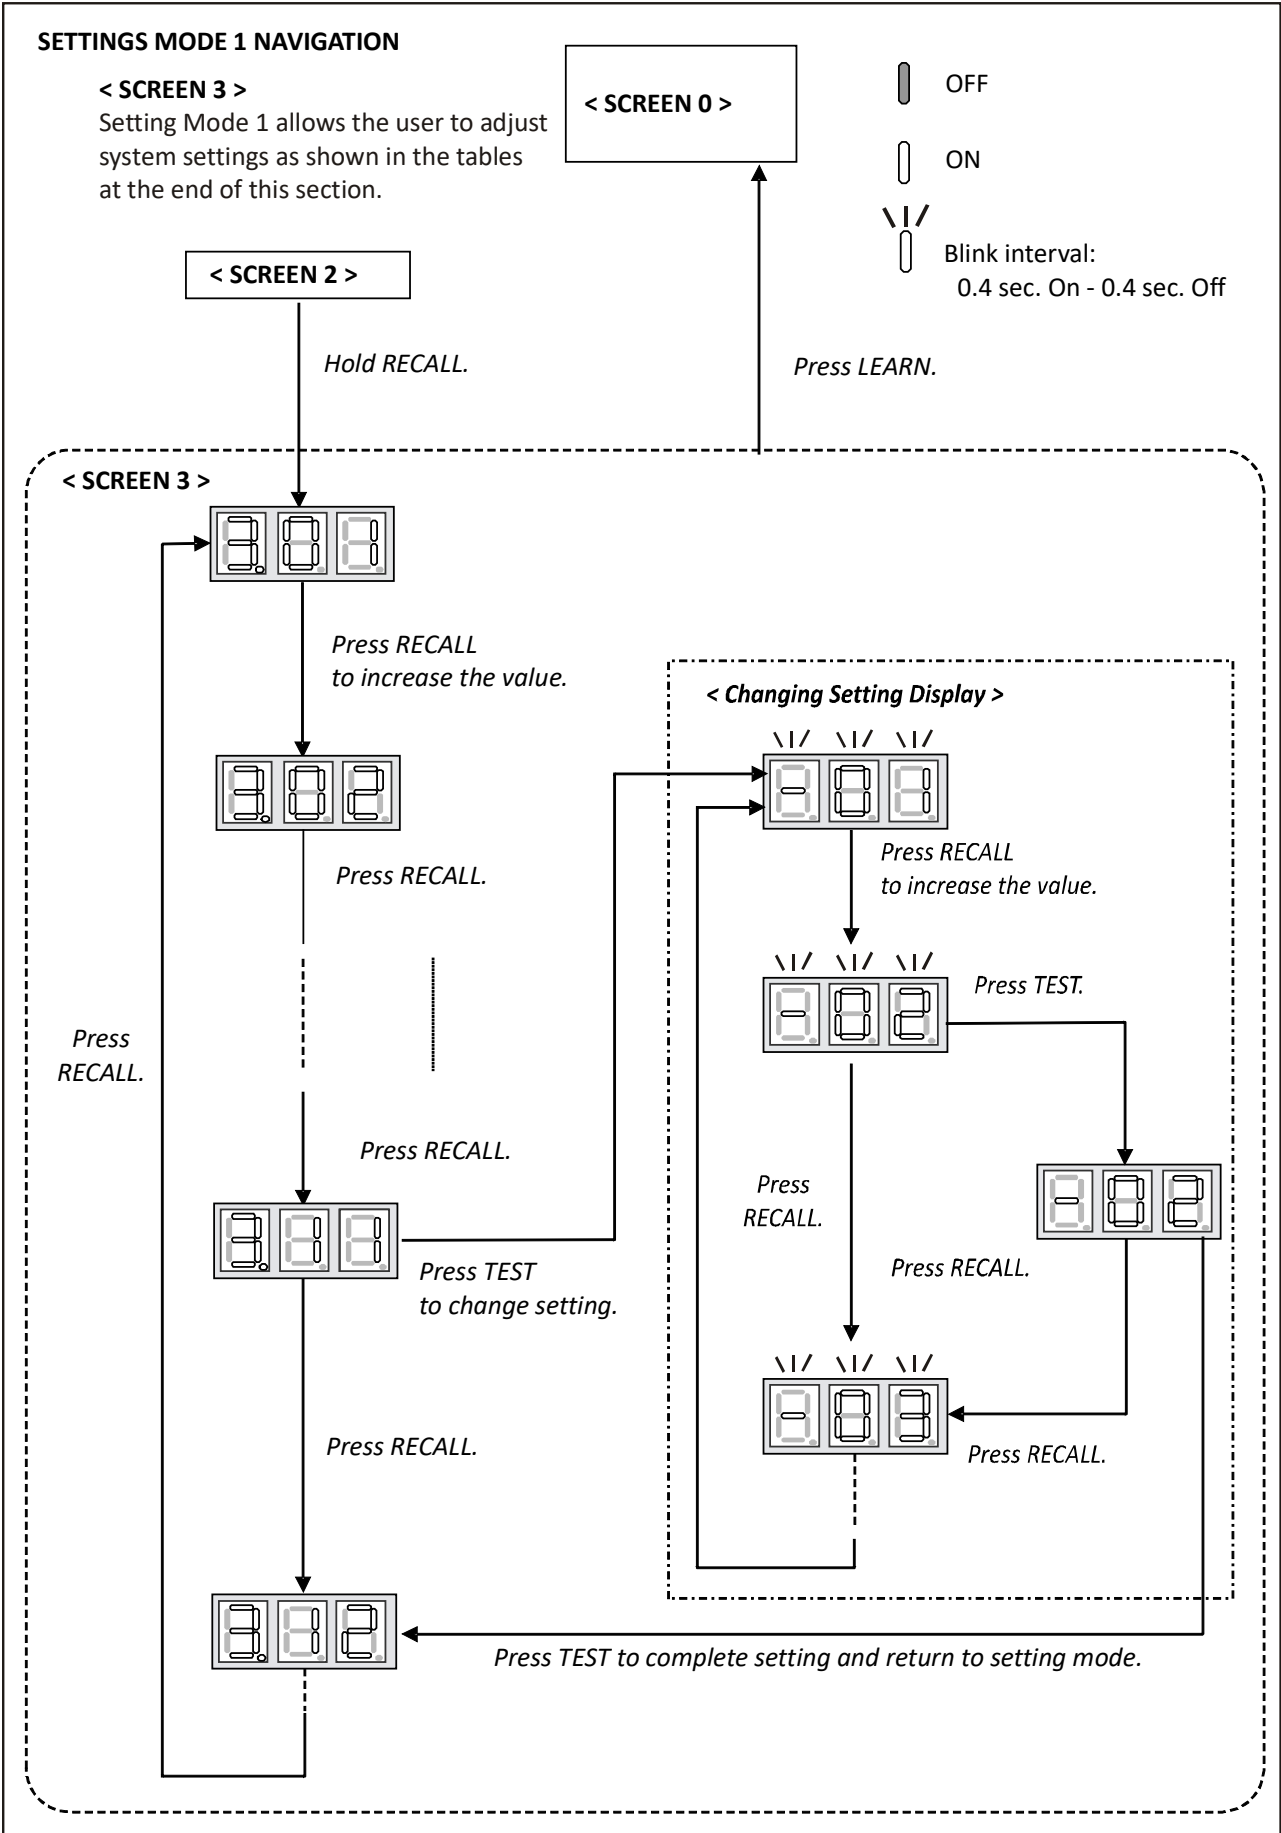 SETTINGS MODE 1 NAVIGATION
< SCREEN 3 >
Setting Mode 1 allows the user to adjust
system settings as shown in the tables
at the end of this section.
< SCREEN 0 >
OFF
ON
Blink interval:
0.4 sec. On - 0.4 sec. Off
< SCREEN 2 >
Hold RECALL.
Press LEARN.
< SCREEN 3 >
3.01
Press RECALL
to increase the value.
3.02
Press RECALL.
Press
RECALL.
Press RECALL.
3.11
Press TEST
to change setting.
Press RECALL.
3.12
< Changing Setting Display >
-01
Press RECALL
to increase the value.
-02
Press TEST.
Press
RECALL.
-02
Press RECALL.
-03
Press RECALL.
Press TEST to complete setting and return to setting mode.